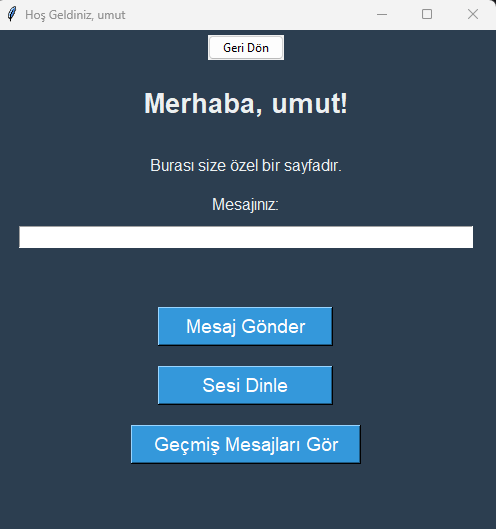 Hoş Geldiniz, umut
Geri Dön
Merhaba, umut!
Burası size özel bir sayfadır.
Mesajınız:
Mesaj Gönder
Sesi Dinle
Geçmiş Mesajları Gör